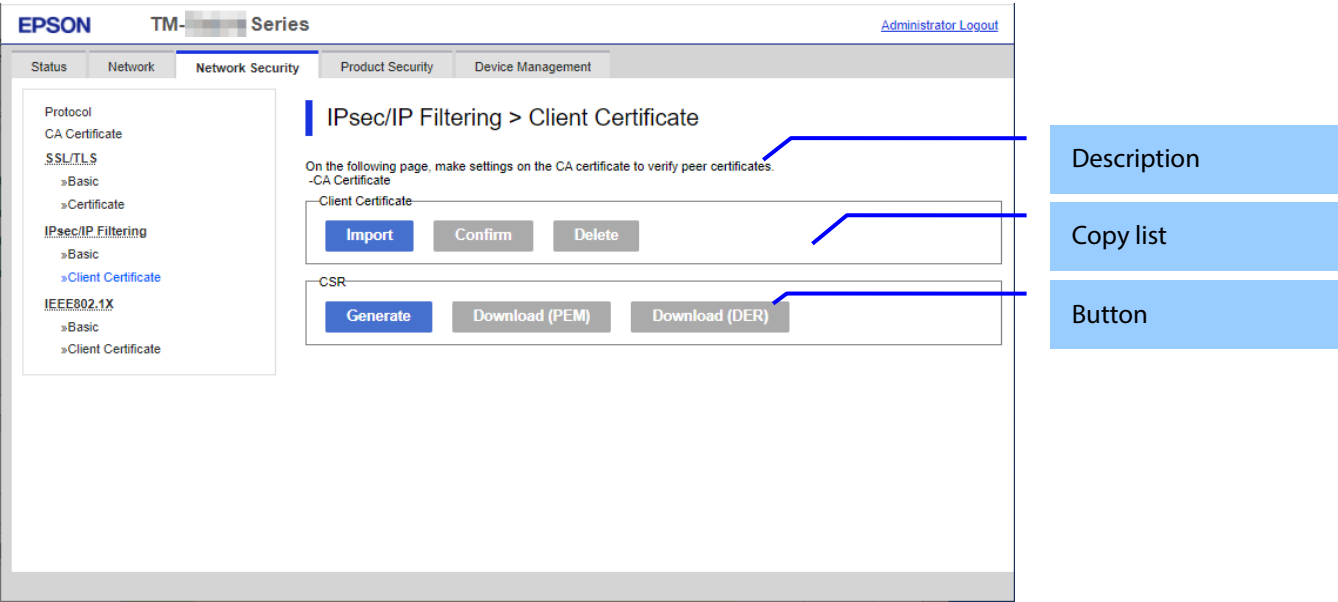 EPSON TM- Series Administrator Logout
Status Network Network Security Product Security Device Management
Protocol
CA Certificate
SSL/TLS
»Basic
»Certificate
IPsec/IP Filtering
»Basic
»Client Certificate
IEEE802.1X
»Basic
»Client Certificate
IPsec/IP Filtering > Client Certificate
On the following page, make settings on the CA certificate to verify peer certificates.
-CA Certificate
Client Certificate
Import Confirm Delete
CSR
Generate Download (PEM) Download (DER)
Description
Copy list
Button